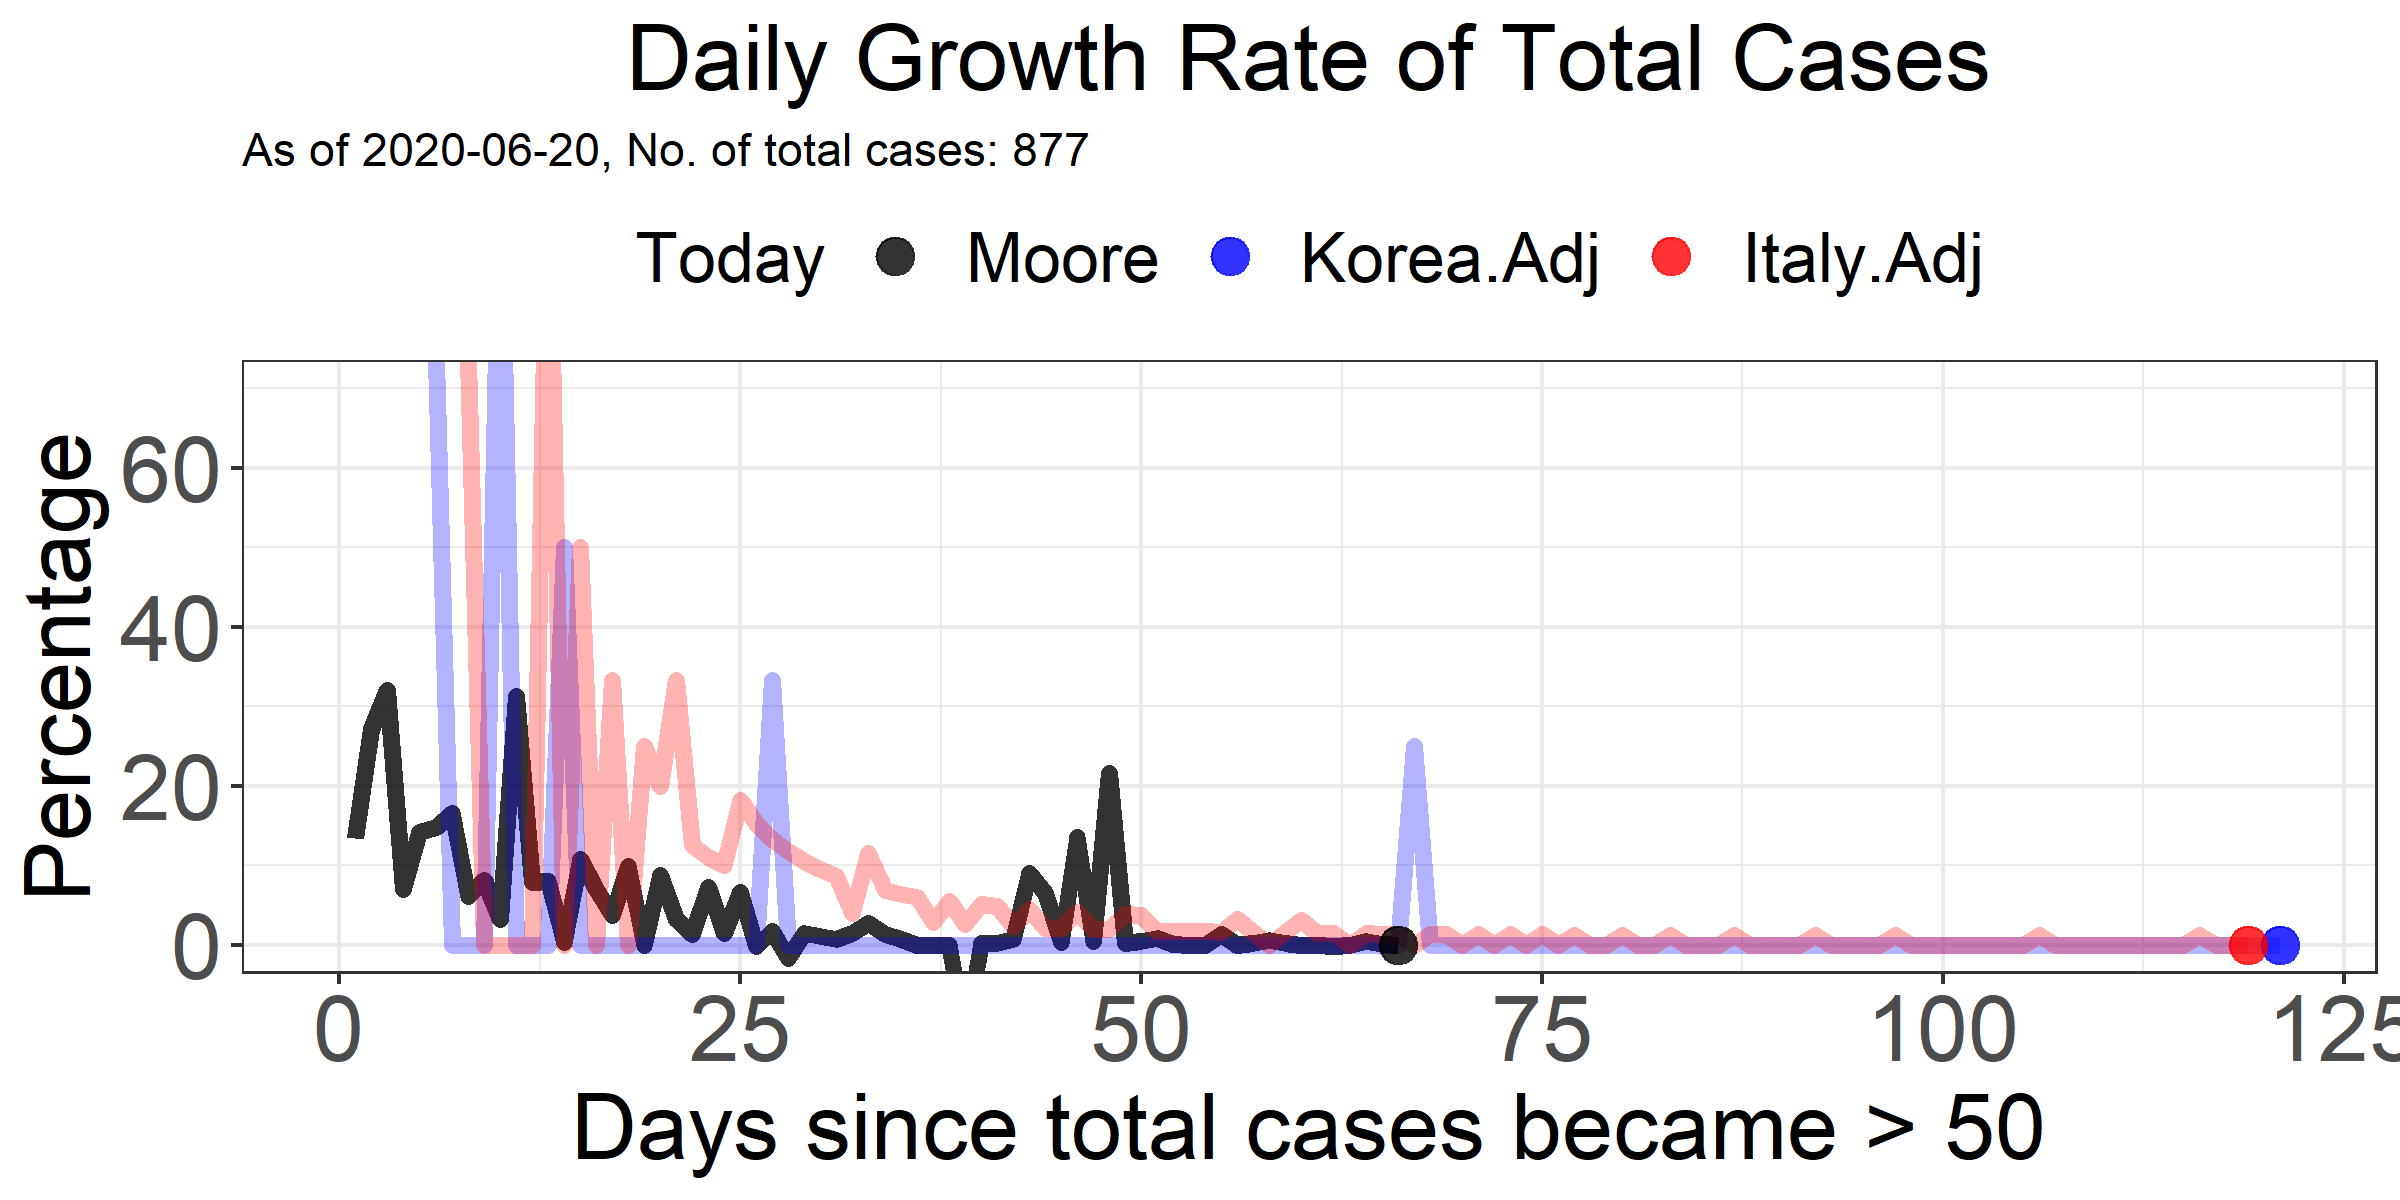 Daily Growth Rate of Total Cases
As of 2020-06-20, No. of total cases: 877
Today Moore Korea.Adj Italy.Adj
Percentage
60
40
20
0
0 25 50 75 100 125
Days since total cases became > 50